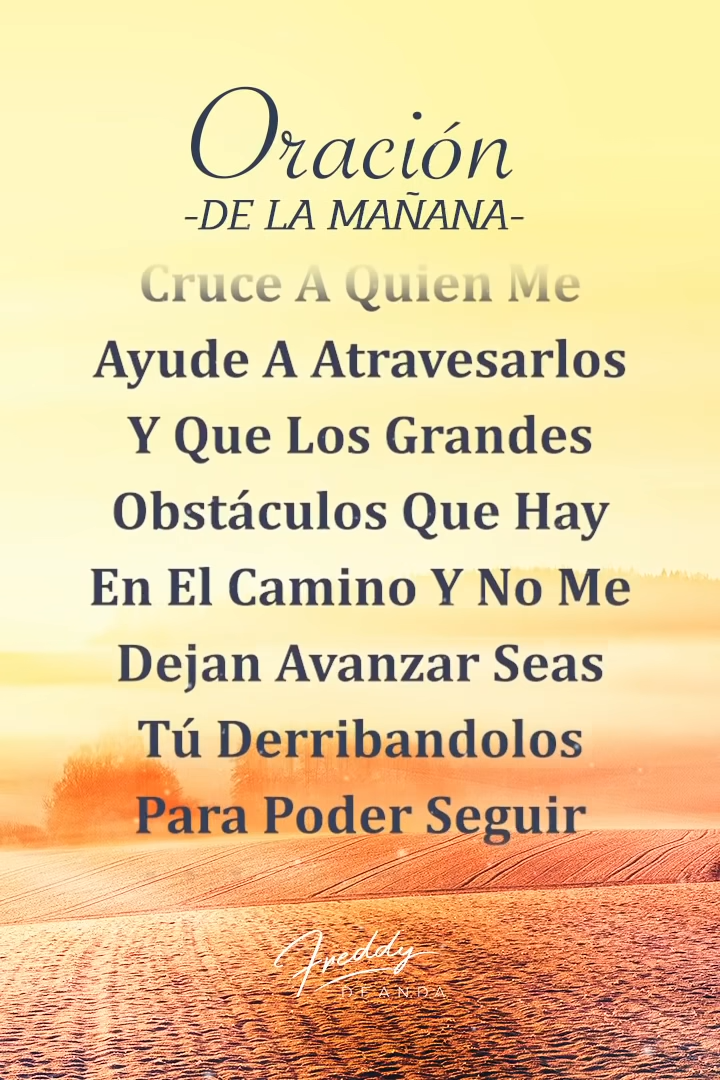 Oración
-DE LA MAÑANA-
Cruce A Quien Me
Ayude A Atravesarlos
Y Que Los Grandes
Obstáculos Que Hay
En El Camino Y No Me
Dejan Avanzar Seas
Tú Derribandolos
Para Poder Seguir
Freddy
DEANDA